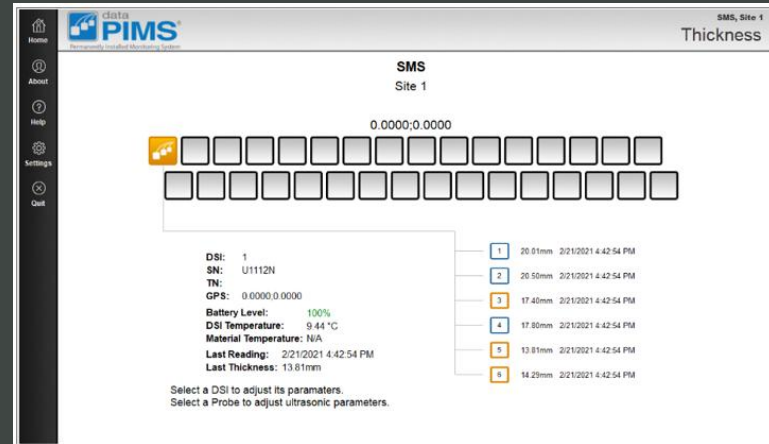 Home
About
Help
Settings
Quit
data
PIMS
Permanently Installed Monitoring System
SMS, Site 1
Thickness
SMS
Site 1
0.0000;0.0000
DSI: 1
SN: U1112N
TN:
GPS: 0.0000,0.0000
Battery Level: 100%
DSI Temperature: 9.44 °C
Material Temperature: N/A
Last Reading: 2/21/2021 4:42:54 PM
Last Thickness: 13.81mm
1 20.01mm 2/21/2021 4:42:54 PM
2 20.50mm 2/21/2021 4:42:54 PM
3 17.40mm 2/21/2021 4:42:54 PM
4 17.80mm 2/21/2021 4:42:54 PM
5 13.81mm 2/21/2021 4:42:54 PM
6 14.29mm 2/21/2021 4:42:54 PM
Select a DSI to adjust its paramaters.
Select a Probe to adjust ultrasonic parameters.